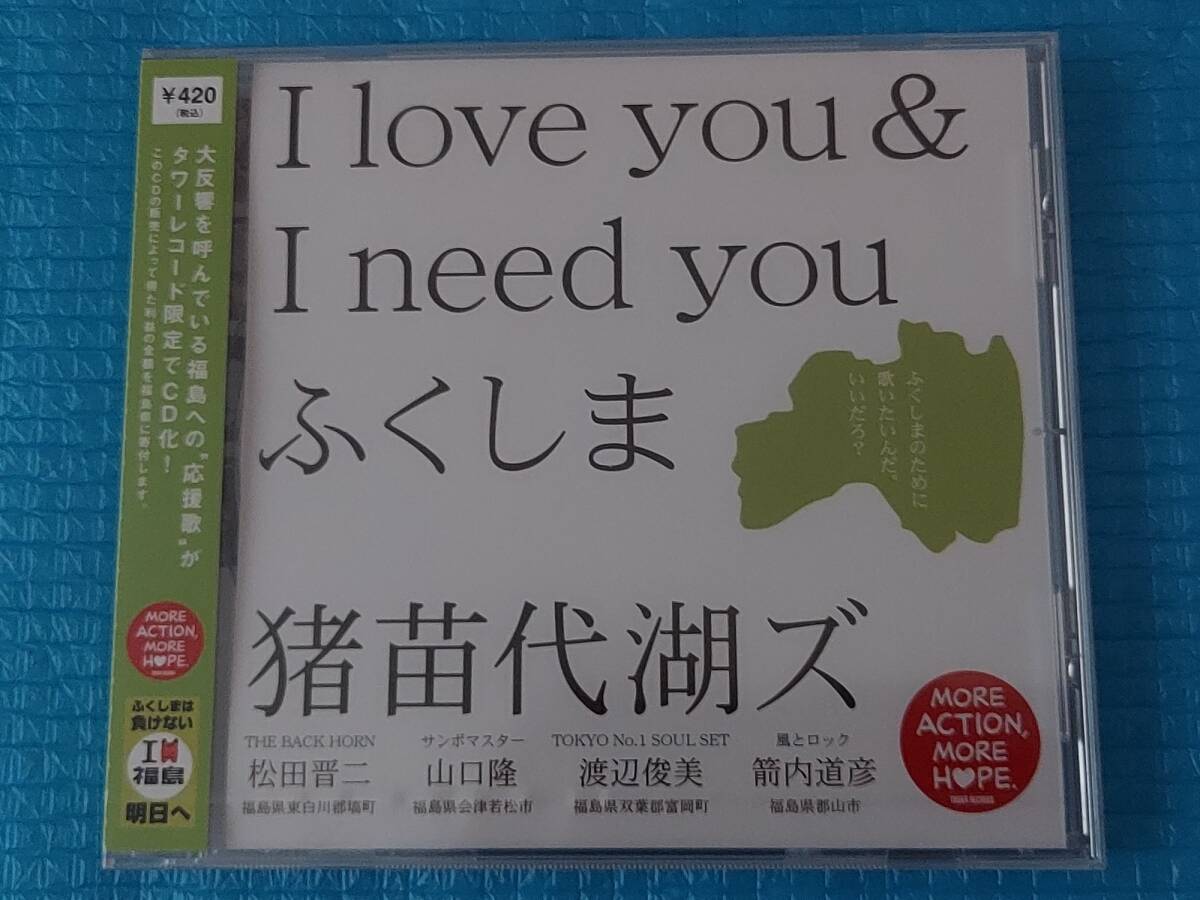 ¥420
(税込)
大反響を呼んでいる福島への“応援歌”が
タワーレコード限定でCD化！
このCDの販売によって得た利益の全額を福島県に寄付します。
MORE
ACTION,
MORE
HOPE.
ふくしまは
負けない
I
福島
明日へ
I love you &
I need you
ふくしま
ふくしまのために
歌いたいんだ。
いいだろ？
猪苗代湖ズ
THE BACK HORN
松田晋二
福島県東白川郡塙町
サンボマスター
山口隆
福島県会津若松市
TOKYO No.1 SOUL SET
渡辺俊美
福島県双葉郡富岡町
風とロック
箭内道彦
福島県郡山市
MORE
ACTION,
MORE
HOPE.
TOWER RECORDS